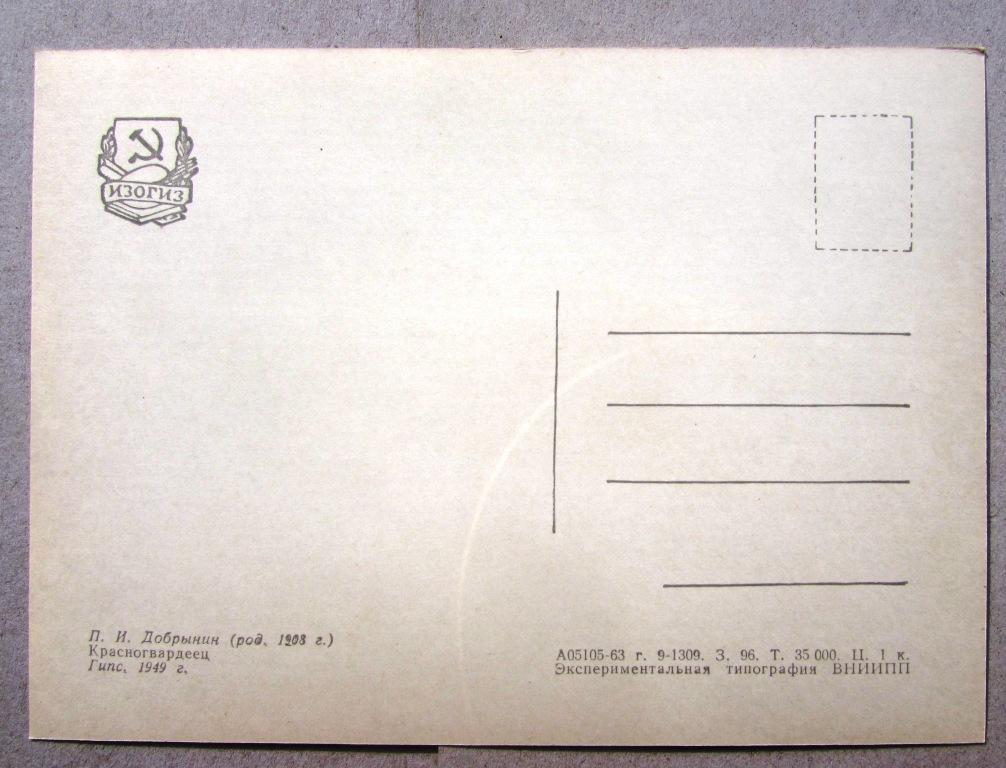 ИЗОГИЗ
П. И. Добрынин (род. 1908 г.)
Красногвардеец
Гипс. 1949 г.
А05105-63 г. 9-1309. З. 96. Т. 35 000. Ц. 1 к.
Экспериментальная типография ВНИИПП